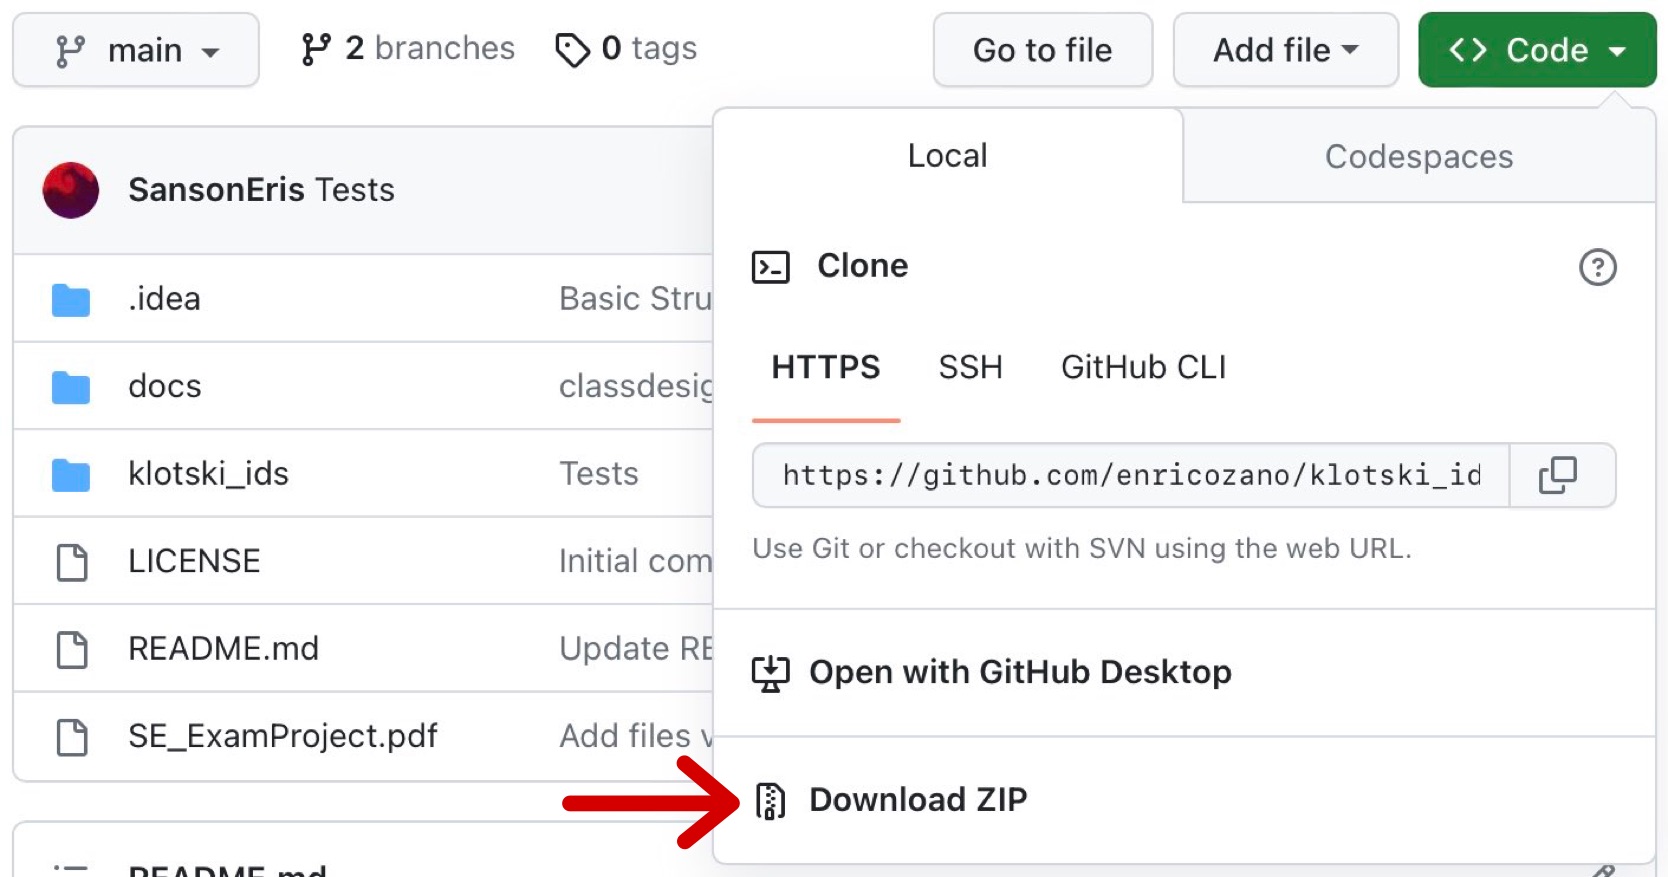 main 2 branches 0 tags Go to file Add file Code
Local Codespaces
SansonEris Tests
Clone
.idea Basic Stru
HTTPS SSH GitHub CLI
docs classdesig
klotski_ids Tests
https://github.com/enricozano/klotski_id
Use Git or checkout with SVN using the web URL.
LICENSE Initial com
README.md Update RE
Open with GitHub Desktop
SE_ExamProject.pdf Add files v
Download ZIP
README.md